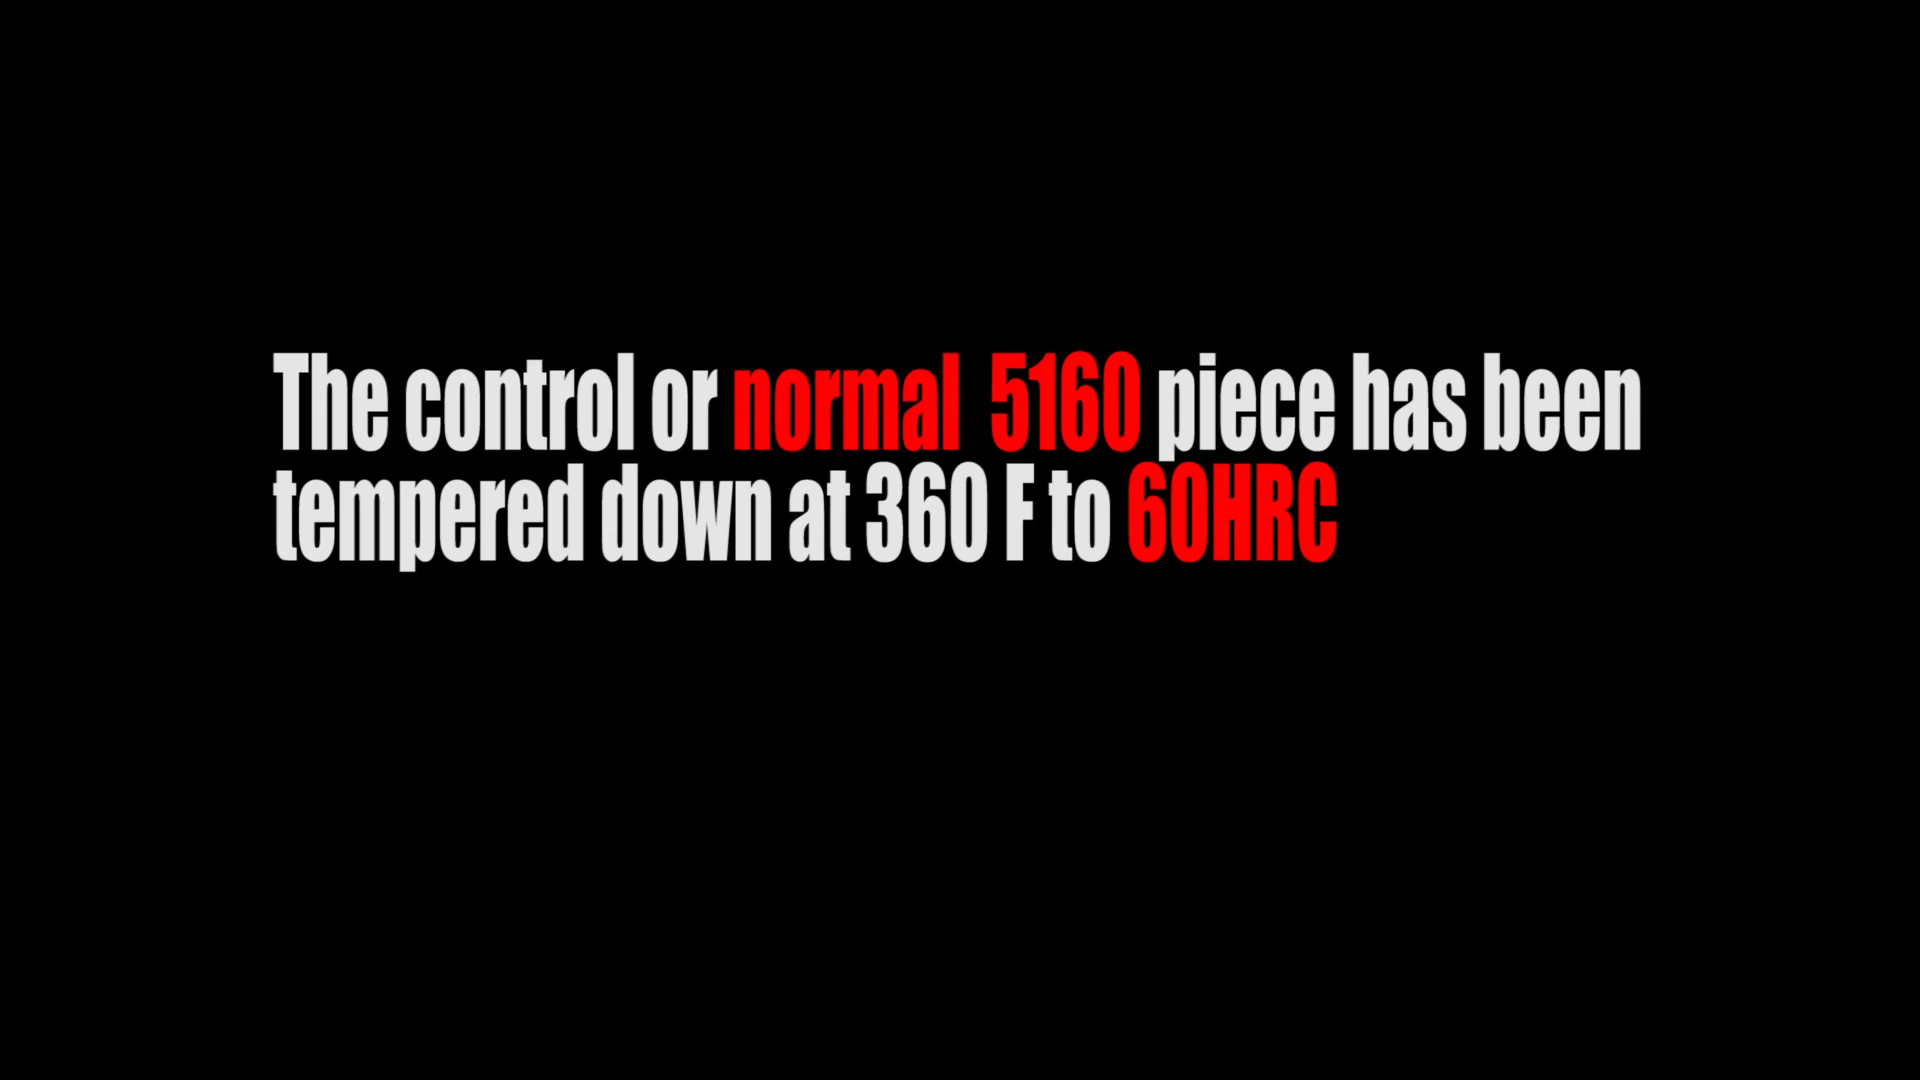 The control or normal 5160 piece has been
tempered down at 360 F to 60HRC